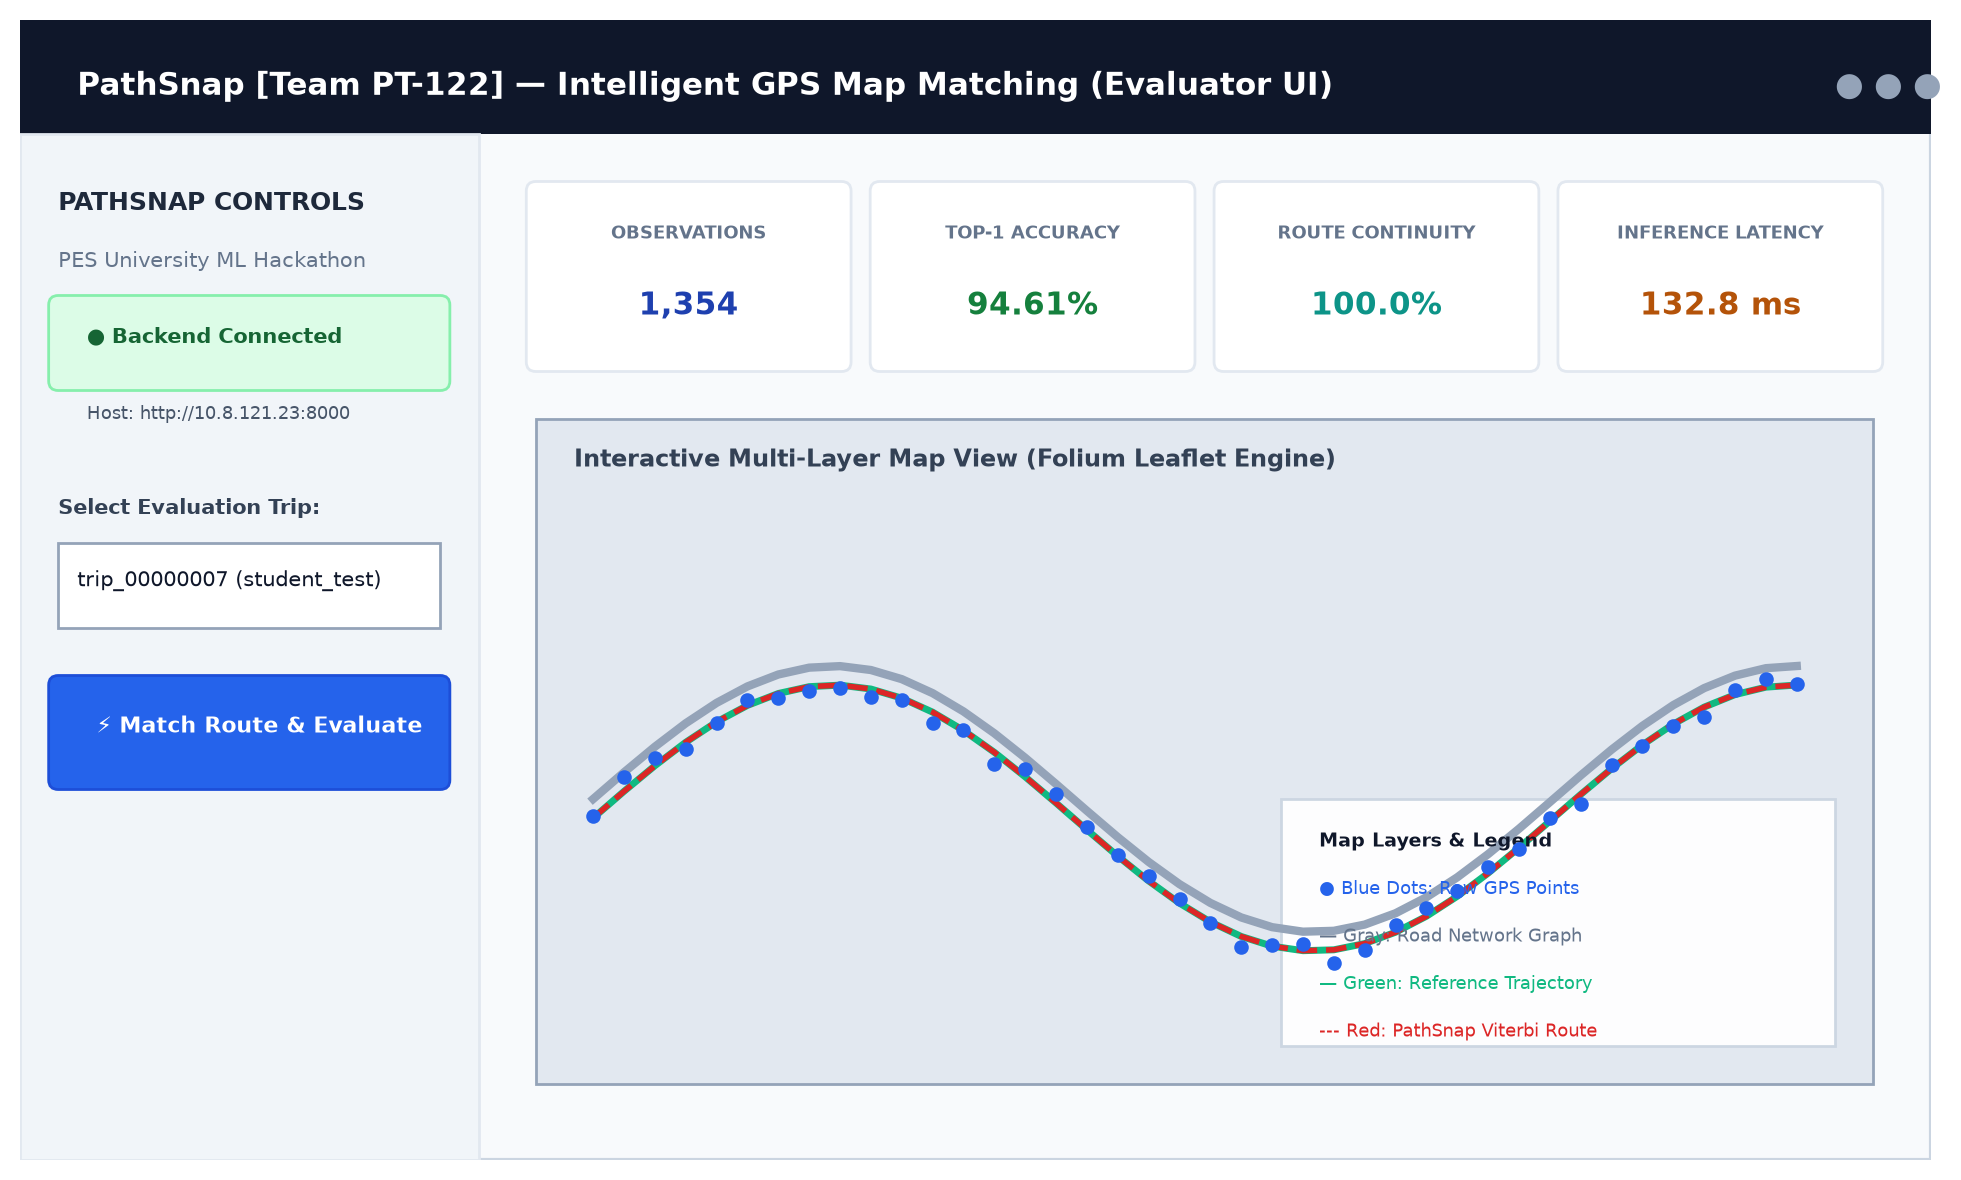 PathSnap [Team PT-122] — Intelligent GPS Map Matching (Evaluator UI)
PATHSNAP CONTROLS
PES University ML Hackathon
● Backend Connected
Host: http://10.8.121.23:8000
Select Evaluation Trip:
trip_00000007 (student_test)
⚡ Match Route & Evaluate
OBSERVATIONS
1,354
TOP-1 ACCURACY
94.61%
ROUTE CONTINUITY
100.0%
INFERENCE LATENCY
132.8 ms
Interactive Multi-Layer Map View (Folium Leaflet Engine)
Map Layers & Legend
● Blue Dots: Raw GPS Points
— Gray: Road Network Graph
— Green: Reference Trajectory
--- Red: PathSnap Viterbi Route